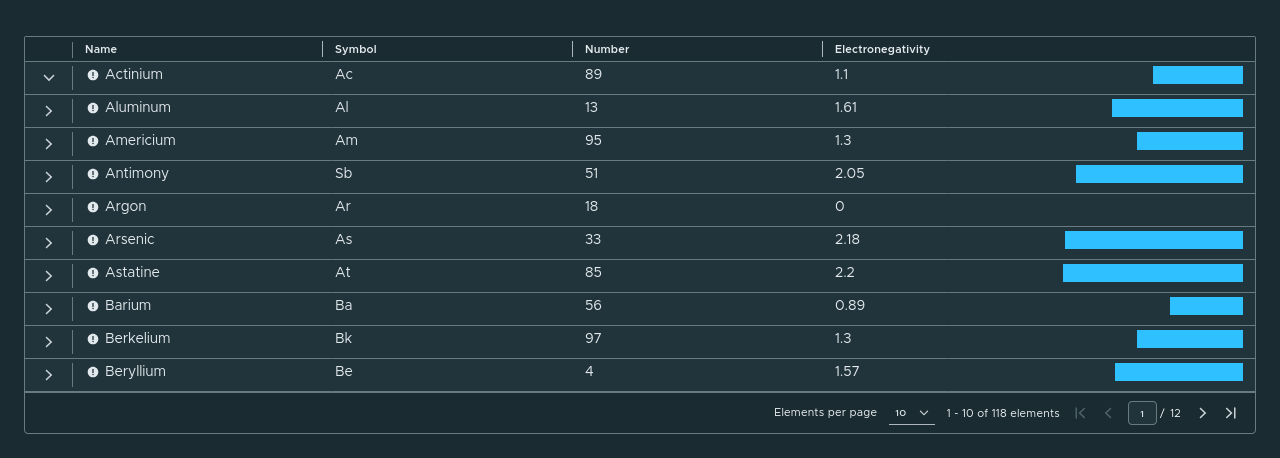 Name Symbol Number Electronegativity
Actinium Ac 89 1.1
Aluminum Al 13 1.61
Americium Am 95 1.3
Antimony Sb 51 2.05
Argon Ar 18 0
Arsenic As 33 2.18
Astatine At 85 2.2
Barium Ba 56 0.89
Berkelium Bk 97 1.3
Beryllium Be 4 1.57
Elements per page 10 1 - 10 of 118 elements 1 / 12